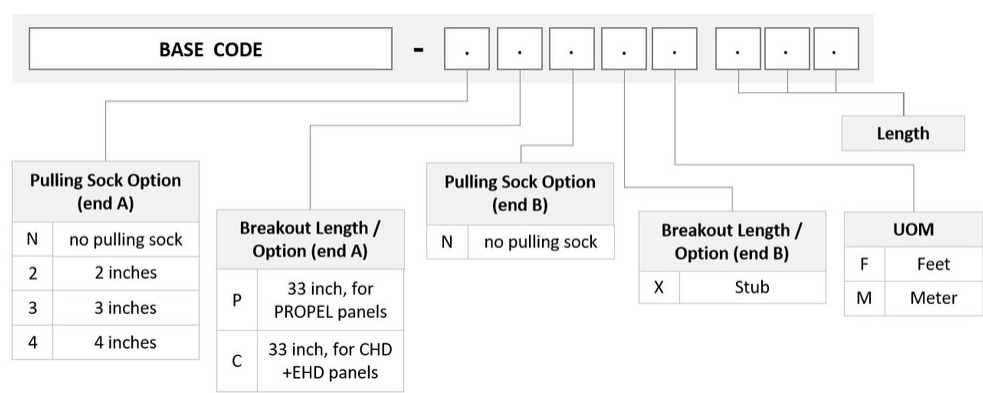 BASE CODE - . . . . . . . .
Length
Pulling Sock Option
(end A)
N no pulling sock
2 2 inches
3 3 inches
4 4 inches
Breakout Length /
Option (end A)
P 33 inch, for
PROPEL panels
C 33 inch, for CHD
+EHD panels
Pulling Sock Option
(end B)
N no pulling sock
Breakout Length /
Option (end B)
X Stub
UOM
F Feet
M Meter